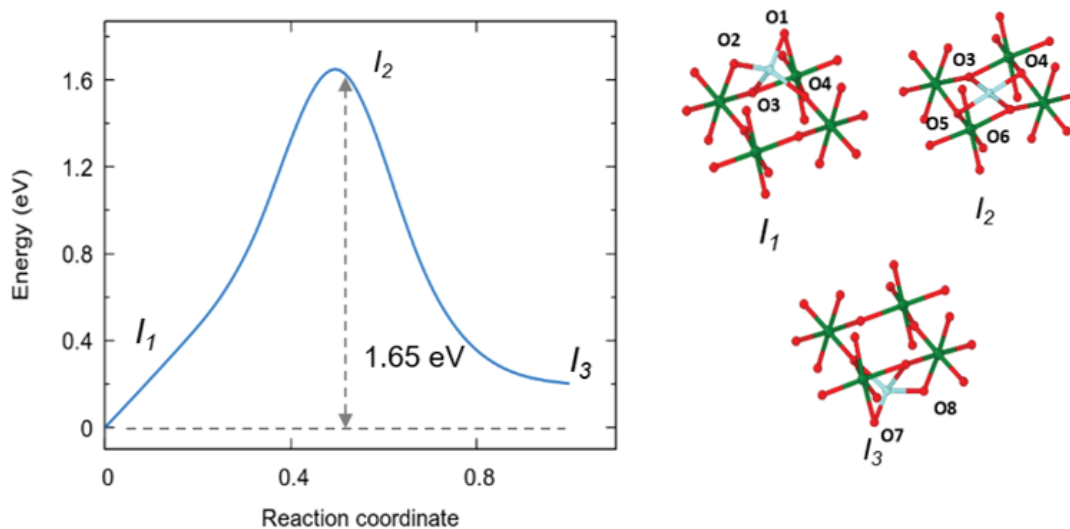 Energy (eV)
1.6
1.2
0.8
0.4
0
0
0.4
0.8
Reaction coordinate
I1
I2
I3
1.65 eV
O1
O2
O3
O4
I1
O3
O4
O5
O6
I2
O7
O8
I3